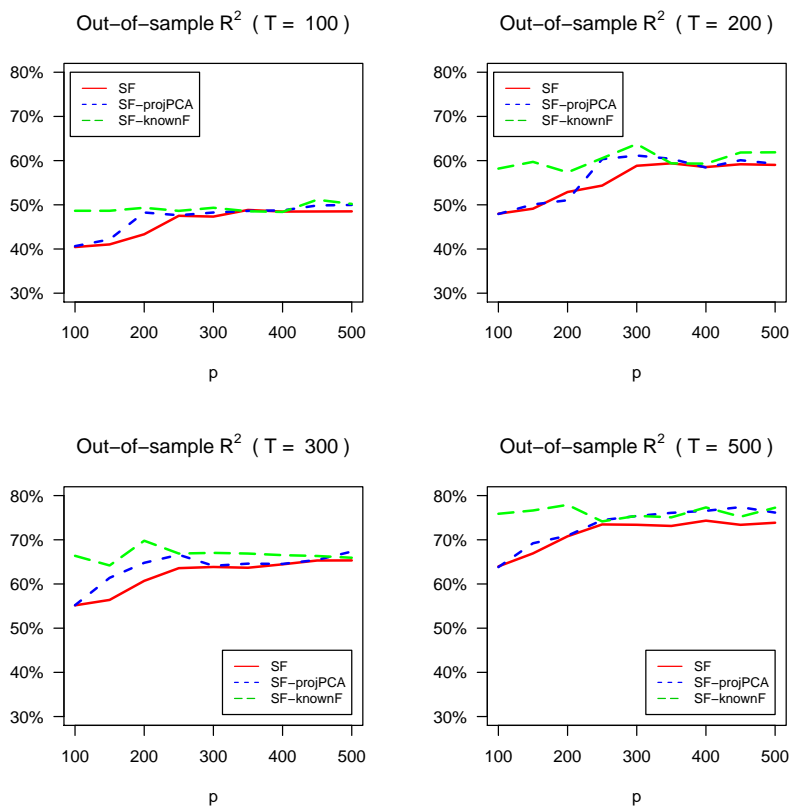 Out−of−sample R² ( T = 100 )
80%
70%
60%
50%
40%
30%
SF
SF−projPCA
SF−knownF
100 200 300 400 500
p
Out−of−sample R² ( T = 200 )
80%
70%
60%
50%
40%
30%
SF
SF−projPCA
SF−knownF
100 200 300 400 500
p
Out−of−sample R² ( T = 300 )
80%
70%
60%
50%
40%
30%
SF
SF−projPCA
SF−knownF
100 200 300 400 500
p
Out−of−sample R² ( T = 500 )
80%
70%
60%
50%
40%
30%
SF
SF−projPCA
SF−knownF
100 200 300 400 500
p